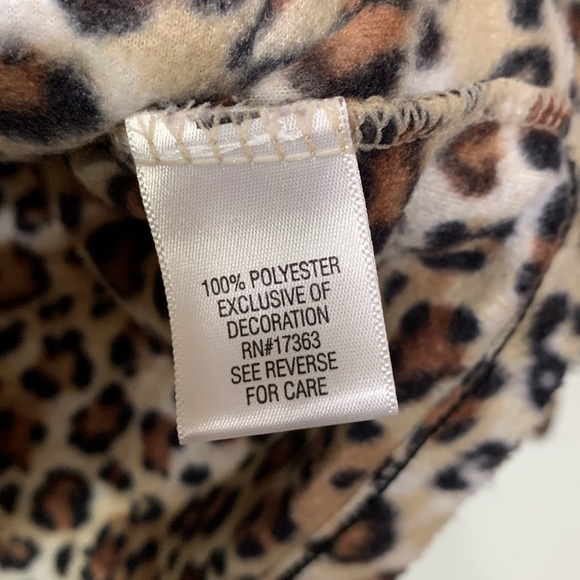 100% POLYESTER
EXCLUSIVE OF
DECORATION
RN#17363
SEE REVERSE
FOR CARE